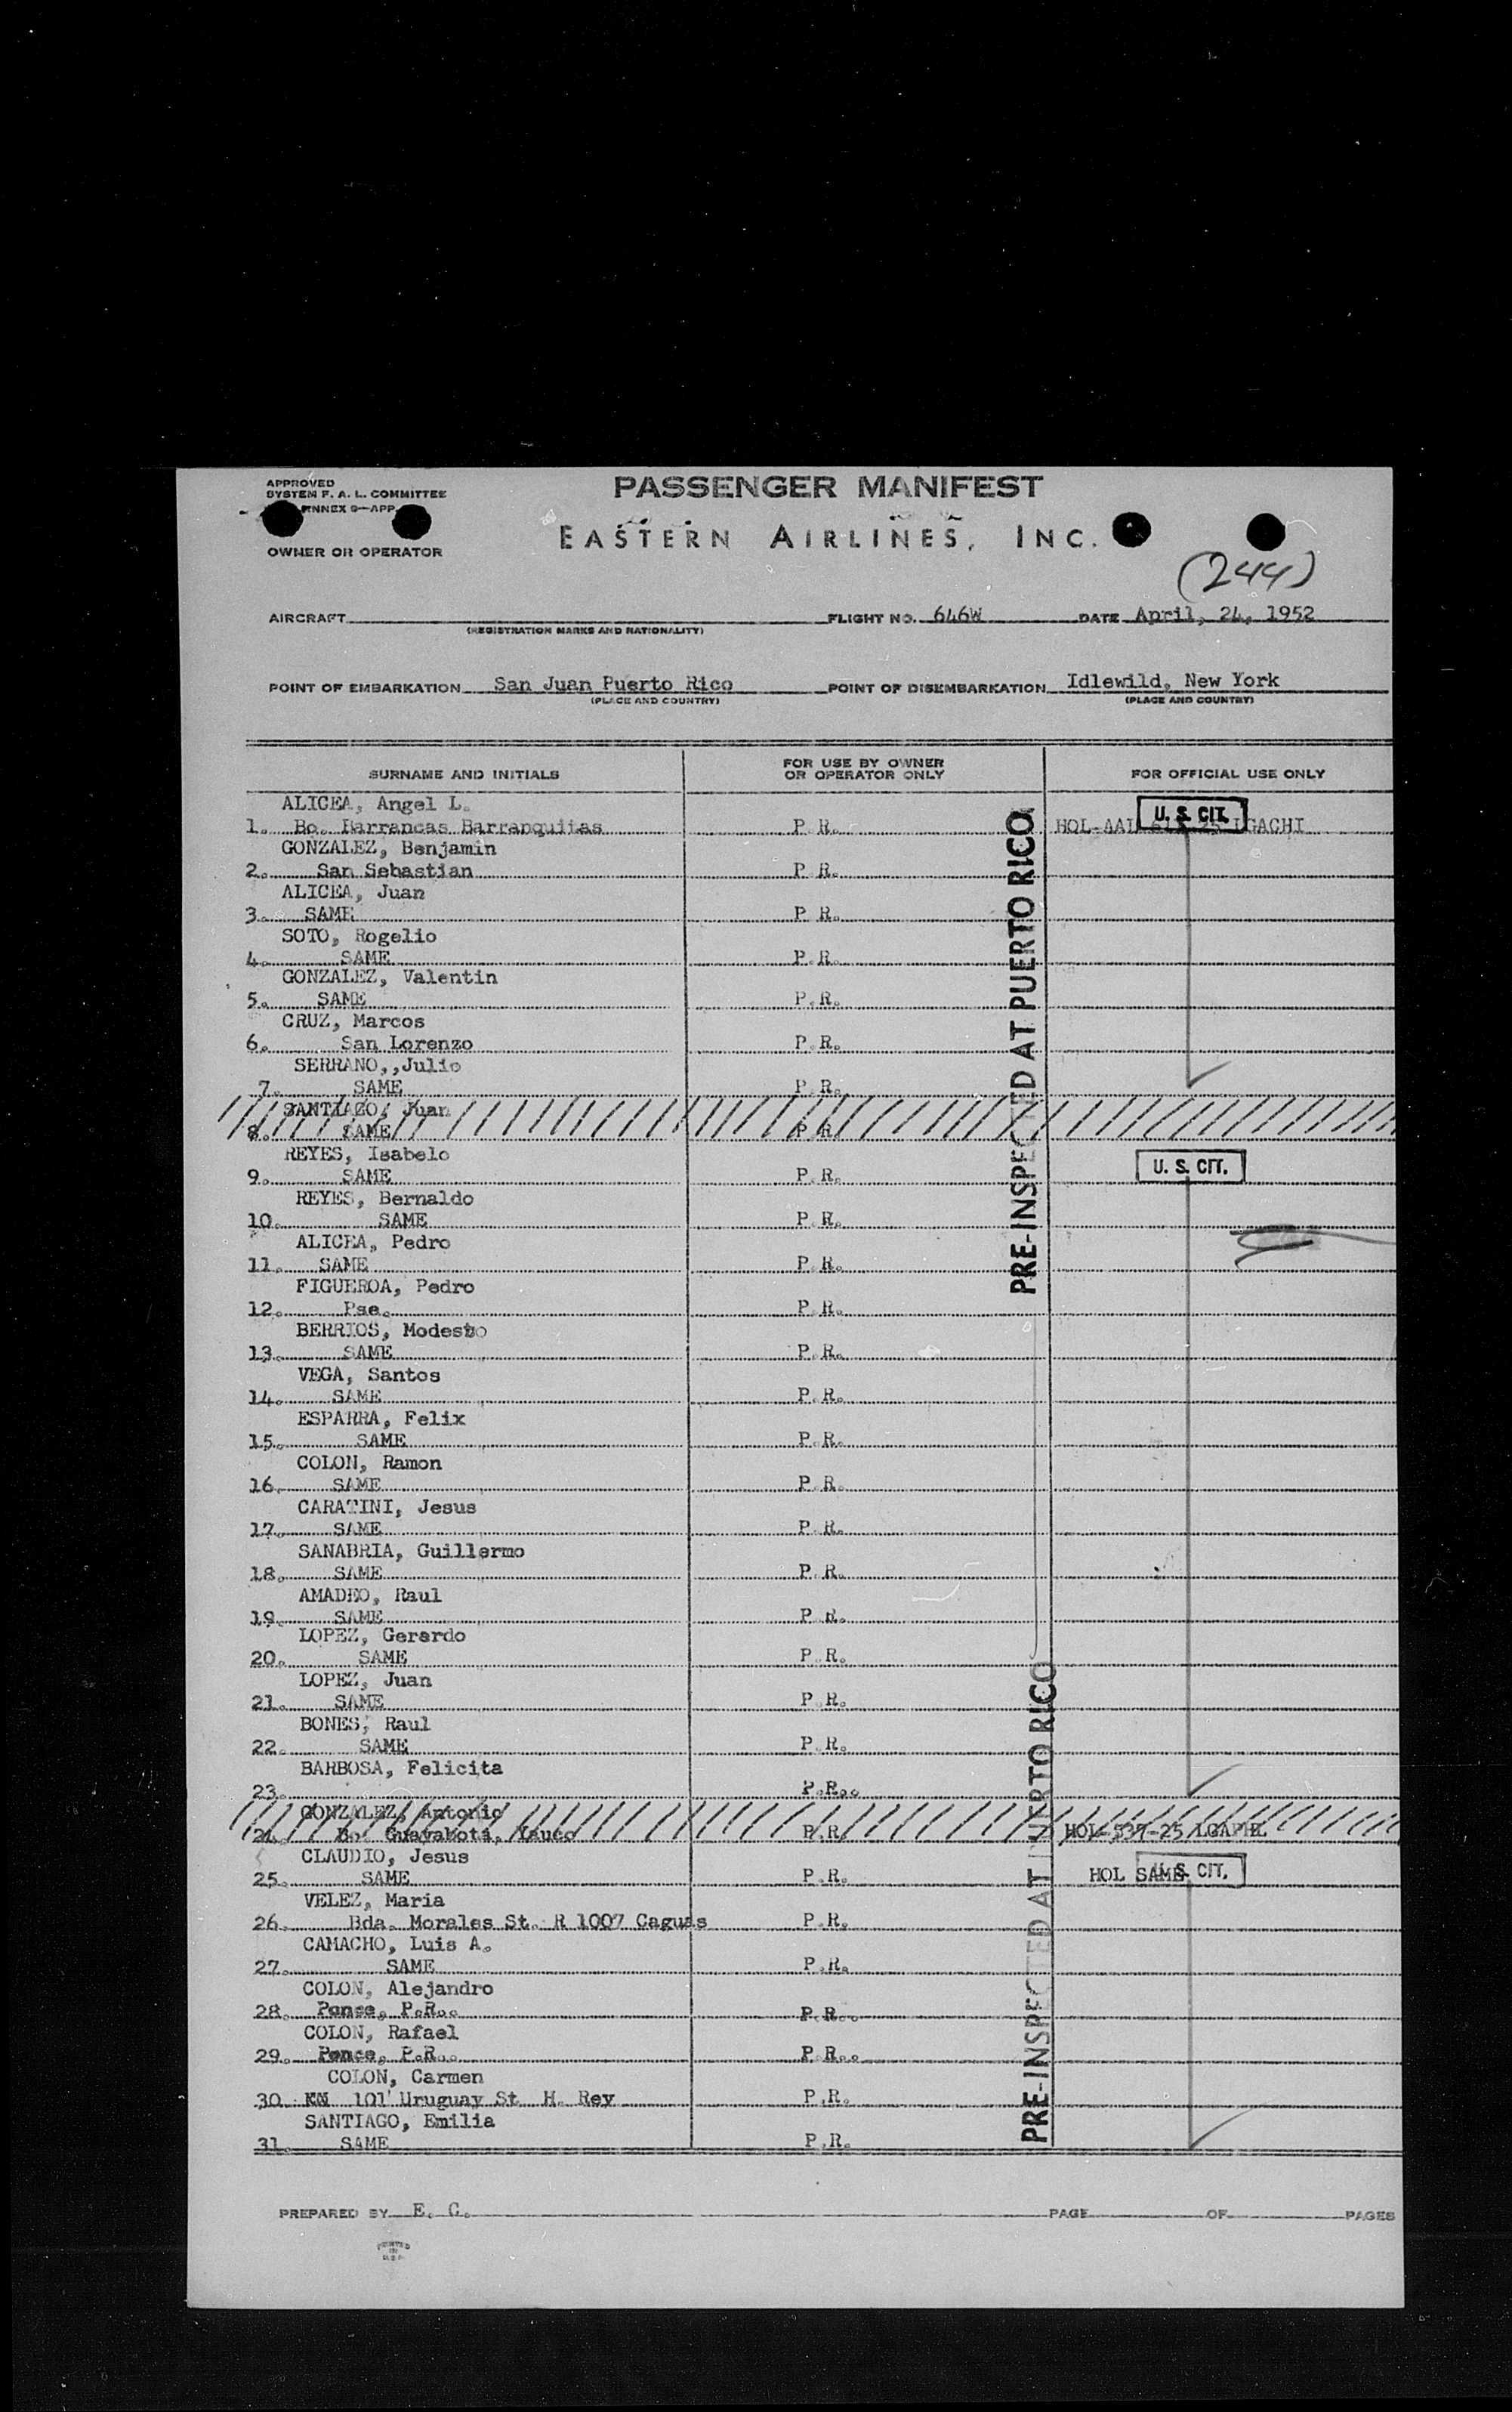 APPROVED
SYSTEM F. A. L. COMMITTEE
ANNEX 9—APP.
OWNER OR OPERATOR
PASSENGER MANIFEST
EASTERN AIRLINES, INC.
(244)
AIRCRAFT FLIGHT NO. 646W DATE April, 24, 1952
(REGISTRATION MARKS AND NATIONALITY)
POINT OF EMBARKATION San Juan Puerto Rico POINT OF DISEMBARKATION Idlewild, New York
(PLACE AND COUNTRY) (PLACE AND COUNTRY)
SURNAME AND INITIALS FOR USE BY OWNER OR OPERATOR ONLY FOR OFFICIAL USE ONLY
ALICEA, Angel L.
1. Bo. Barrancas Barranquitas P.R. U. S. CIT.
GONZALEZ, Benjamin
2. San Sebastian P.R.
ALICEA, Juan
3. SAME P.R.
SOTO, Rogelio
4. SAME P.R.
GONZALEZ, Valentin
5. SAME P.R.
CRUZ, Marcos
6. San Lorenzo P.R.
SERRANO,,Julio
7. SAME P.R.
SANTIAGO, Juan
8. SAME P.R.
REYES, Isabelo
9. SAME P.R. U. S. CIT.
REYES, Bernaldo
10. SAME P.R.
ALICEA, Pedro
11. SAME P.R.
FIGUEROA, Pedro
12. Pse. P.R.
BERRIOS, Modesto
13. SAME P.R.
VEGA, Santos
14. SAME P.R.
ESPARRA, Felix
15. SAME P.R.
COLON, Ramon
16. SAME P.R.
CARATINI, Jesus
17. SAME P.R.
SANABRIA, Guillermo
18. SAME P.R.
AMADEO, Raul
19. SAME P.R.
LOPEZ, Gerardo
20. SAME P.R.
LOPEZ, Juan
21. SAME P.R.
BONES, Raul
22. SAME P.R.
BARBOSA, Felicita
23. P.R..
GONZALEZ, Antonio
24. Bo. Guayabota, Yauco P.R.
CLAUDIO, Jesus
25. SAME P.R. HOL SAME U. S. CIT.
VELEZ, Maria
26. Bda. Morales St. R 1007 Caguas P.R.
CAMACHO, Luis A.
27. SAME P.R.
COLON, Alejandro
28. Ponce, P.R.. P.R..
COLON, Rafael
29. Ponce, P.R.. P.R..
COLON, Carmen
30. 101 Uruguay St H. Rey P.R.
SANTIAGO, Emilia
31. SAME P.R.
PRE-INSPECTED AT PUERTO RICO
PRE-INSPECTED AT PUERTO RICO
PREPARED BY E. C. PAGE OF PAGES
PRINTED
IN
U.S.A.